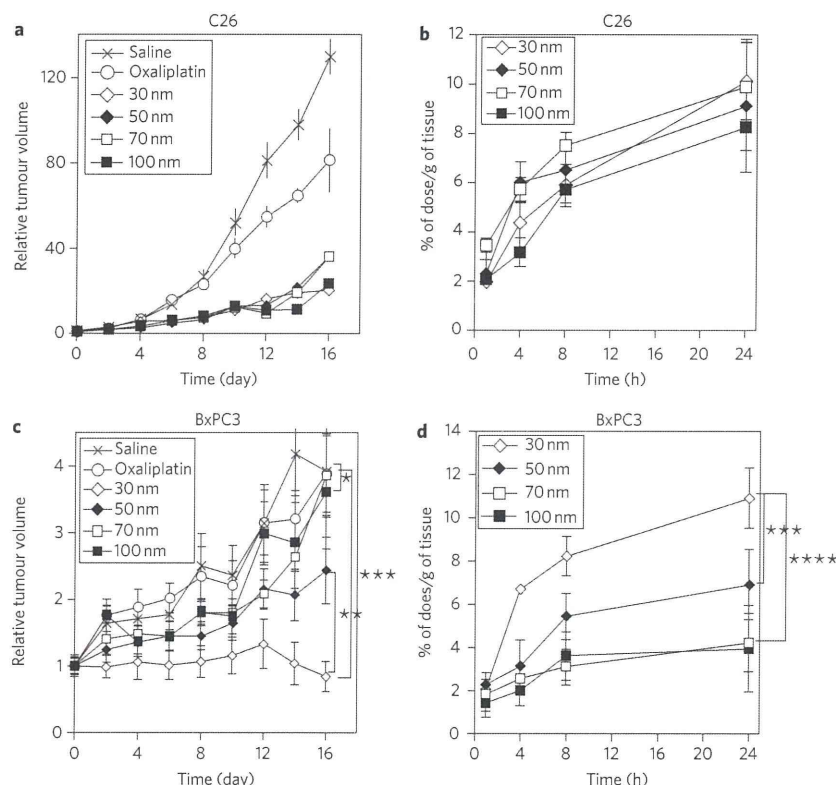 a
C26
Relative tumour volume
120
80
40
0
Saline
Oxaliplatin
30 nm
50 nm
70 nm
100 nm
0 4 8 12 16
Time (day)
b
C26
% of dose/g of tissue
12
10
8
6
4
2
0
30 nm
50 nm
70 nm
100 nm
0 4 8 12 16 20 24
Time (h)
c
BxPC3
Relative tumour volume
4
3
2
1
0
Saline
Oxaliplatin
30 nm
50 nm
70 nm
100 nm
*
***
**
0 4 8 12 16
Time (day)
d
BxPC3
% of does/g of tissue
14
12
10
8
6
4
2
0
30 nm
50 nm
70 nm
100 nm
***
****
0 4 8 12 16 20 24
Time (h)